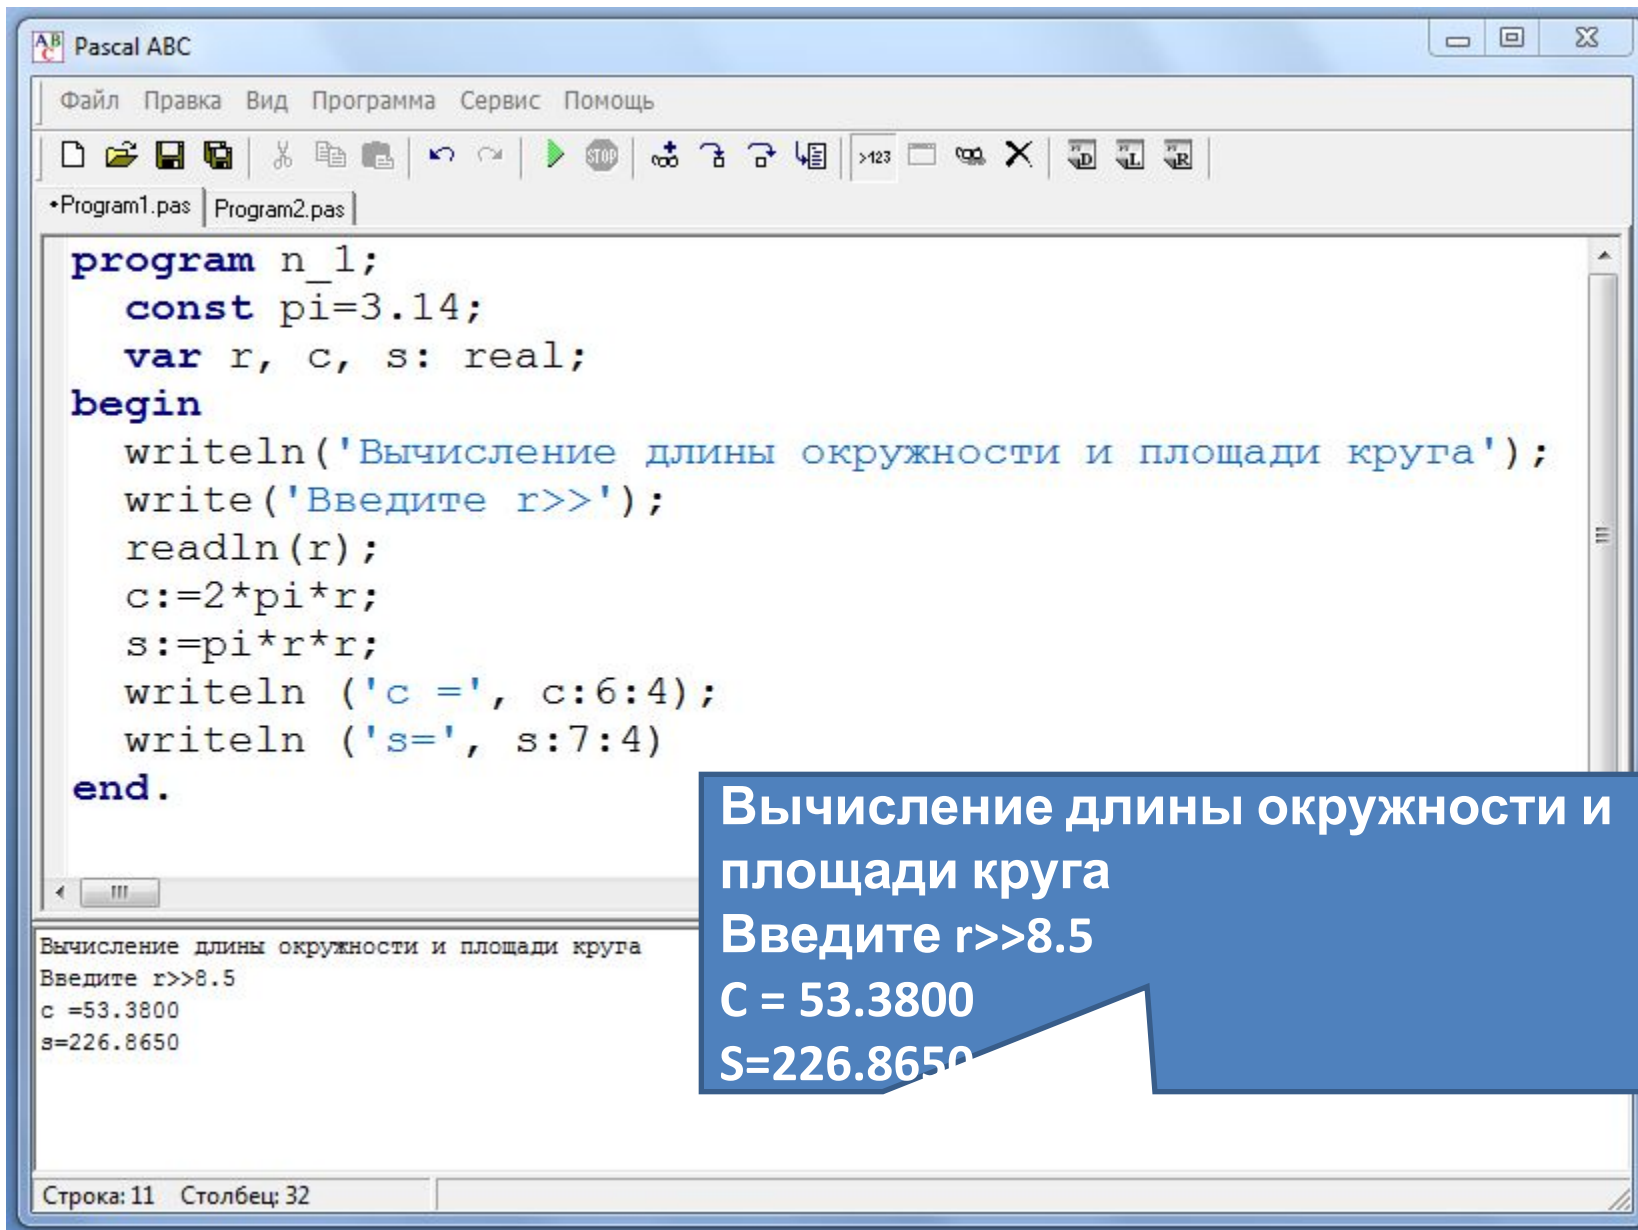 Pascal ABC
Файл Правка Вид Программа Сервис Помощь
•Program1.pas Program2.pas
program n_1;
const pi=3.14;
var r, c, s: real;
begin
writeln('Вычисление длины окружности и площади круга');
write('Введите r>>');
readln(r);
c:=2*pi*r;
s:=pi*r*r;
writeln ('c =', c:6:4);
writeln ('s=', s:7:4)
end.
Вычисление длины окружности и
площади круга
Введите r>>8.5
C = 53.3800
S=226.8650
Вычисление длины окружности и площади круга
Введите r>>8.5
c =53.3800
s=226.8650
Строка: 11 Столбец: 32